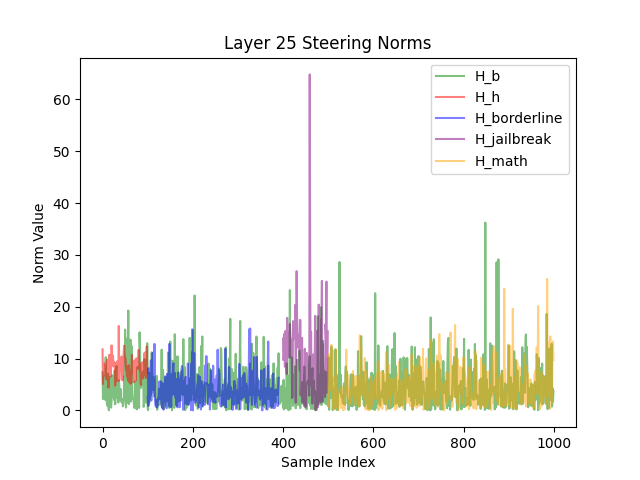 Layer 25 Steering Norms
H_b
H_h
H_borderline
H_jailbreak
H_math
Norm Value
60
50
40
30
20
10
0
0 200 400 600 800 1000
Sample Index